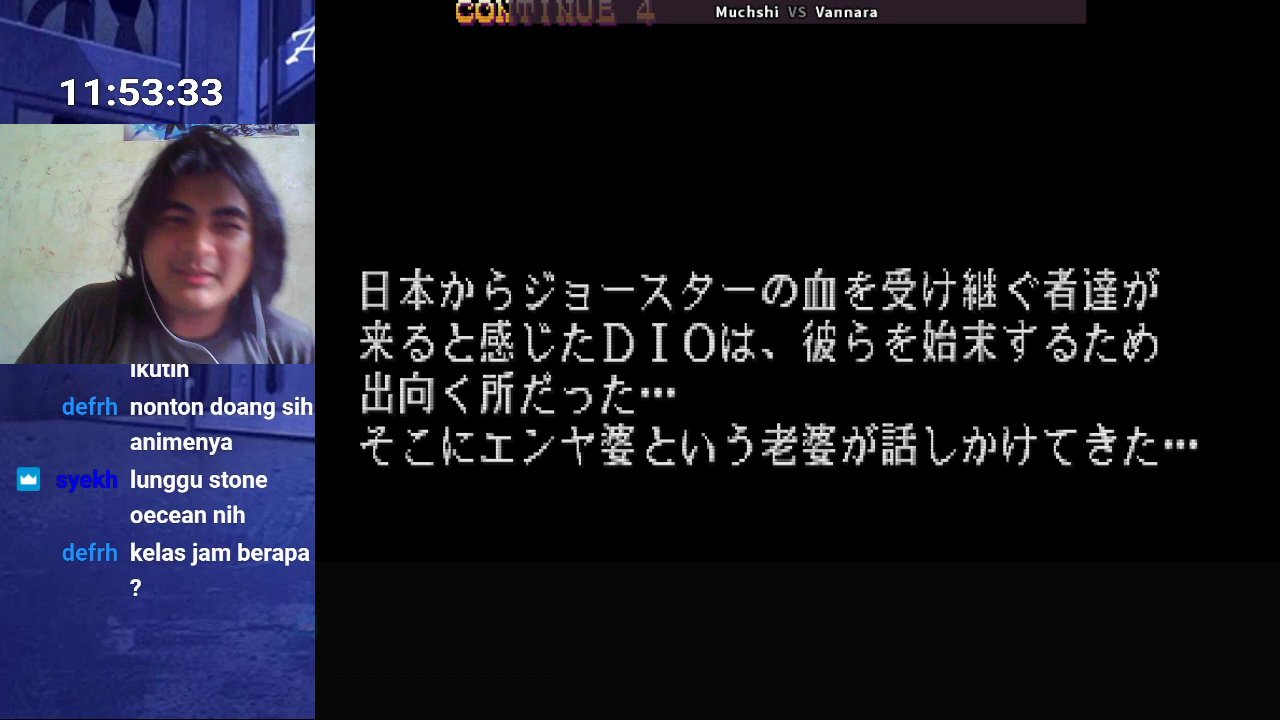 CONTINUE 4
Muchshi VS Vannara
11:53:33
日本からジョースターの血を受け継ぐ者達が
来ると感じたＤＩＯは、彼らを始末するため
出向く所だった…
そこにエンヤ婆という老婆が話しかけてきた…
ikutin
defrh nonton doang sih
animenya
syekh lunggu stone
oecean nih
defrh kelas jam berapa
?